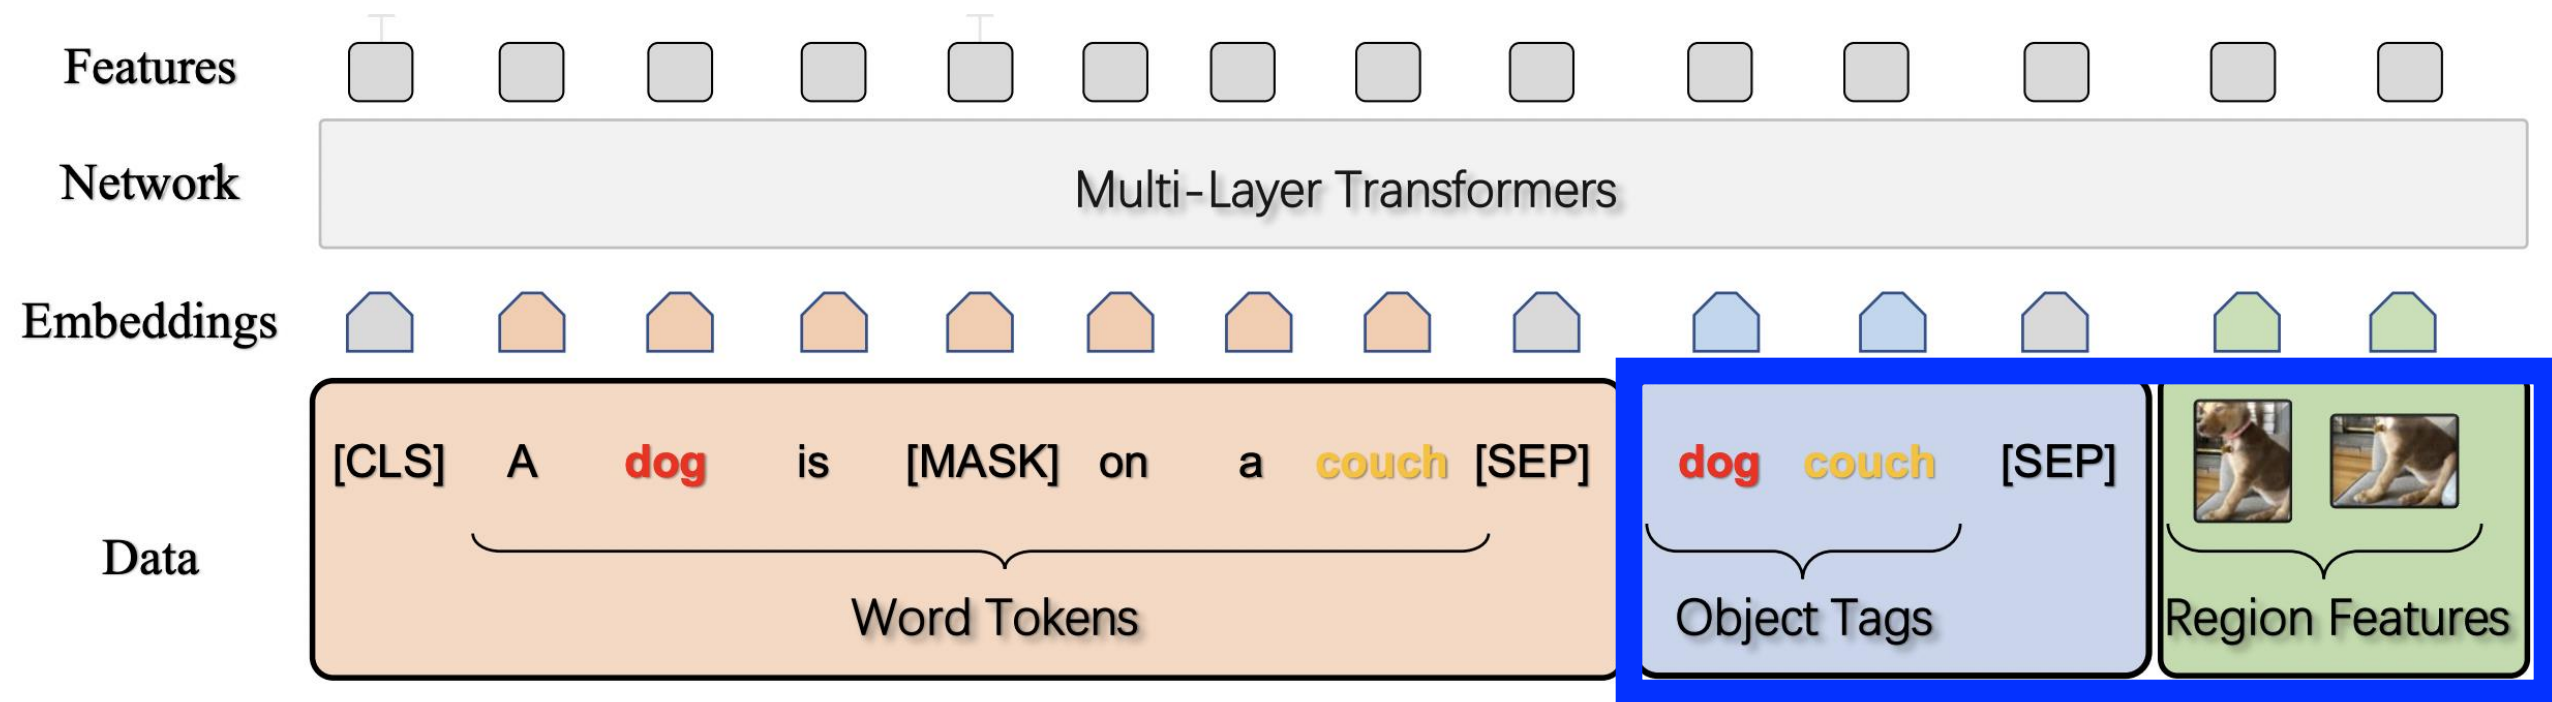 Features
Network
Multi-Layer Transformers
Embeddings
Data
[CLS] A dog is [MASK] on a couch [SEP] dog couch [SEP]
Word Tokens Object Tags Region Features